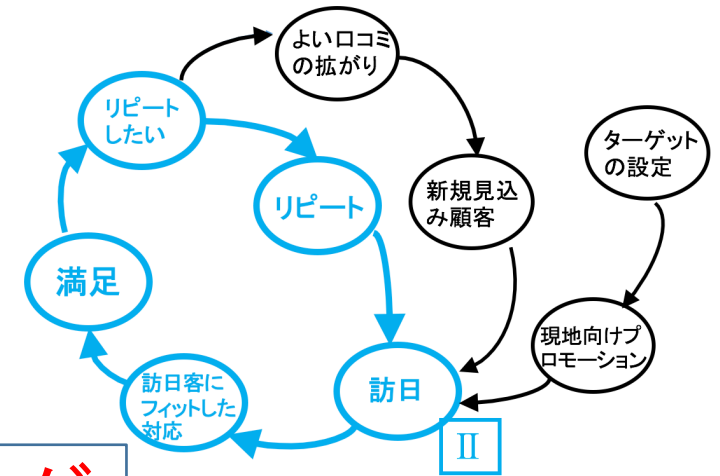 よい口コミ
の拡がり
リピート
したい
ターゲット
の設定
リピート
新規見込
み顧客
満足
現地向けプ
ロモーション
訪日客に
フィットした
対応
訪日
Ⅱ